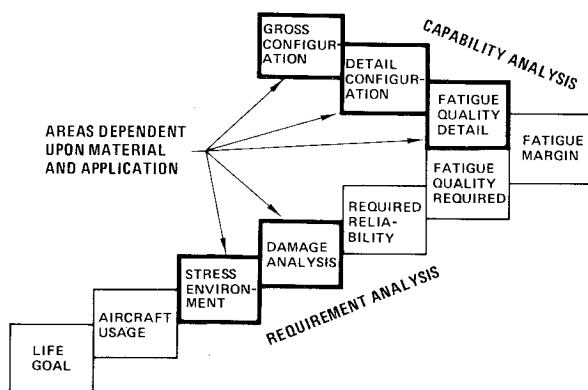 GROSS
CONFIGUR-
ATION
DETAIL
CONFIGUR-
ATION
FATIGUE
QUALITY
DETAIL
FATIGUE
MARGIN
CAPABILITY ANALYSIS
AREAS DEPENDENT
UPON MATERIAL
AND APPLICATION
FATIGUE
QUALITY
REQUIRED
REQUIRED
RELIA-
BILITY
DAMAGE
ANALYSIS
STRESS
ENVIRON-
MENT
AIRCRAFT
USAGE
LIFE
GOAL
REQUIREMENT ANALYSIS